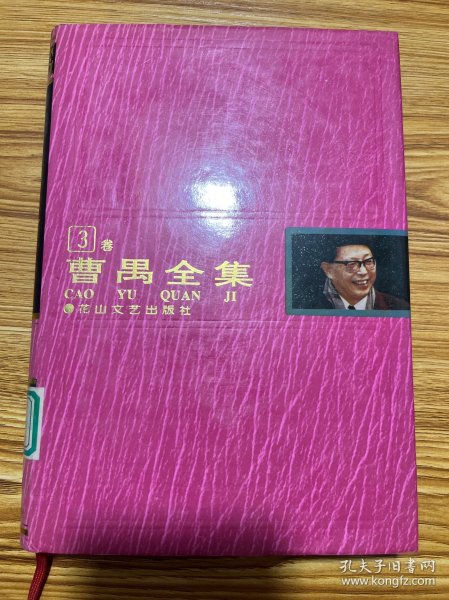 3卷
曹禺全集
CAO YU QUAN JI
花山文艺出版社
孔夫子旧书网
www.kongfz.com